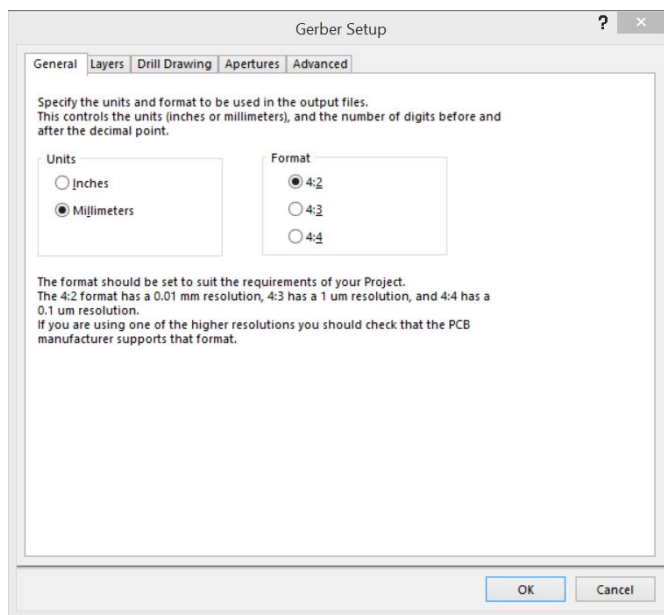 Gerber Setup
?
General Layers Drill Drawing Apertures Advanced
Specify the units and format to be used in the output files.
This controls the units (inches or millimeters), and the number of digits before and
after the decimal point.
Units
Inches
Millimeters
Format
4:2
4:3
4:4
The format should be set to suit the requirements of your Project.
The 4:2 format has a 0.01 mm resolution, 4:3 has a 1 um resolution, and 4:4 has a
0.1 um resolution.
If you are using one of the higher resolutions you should check that the PCB
manufacturer supports that format.
OK Cancel